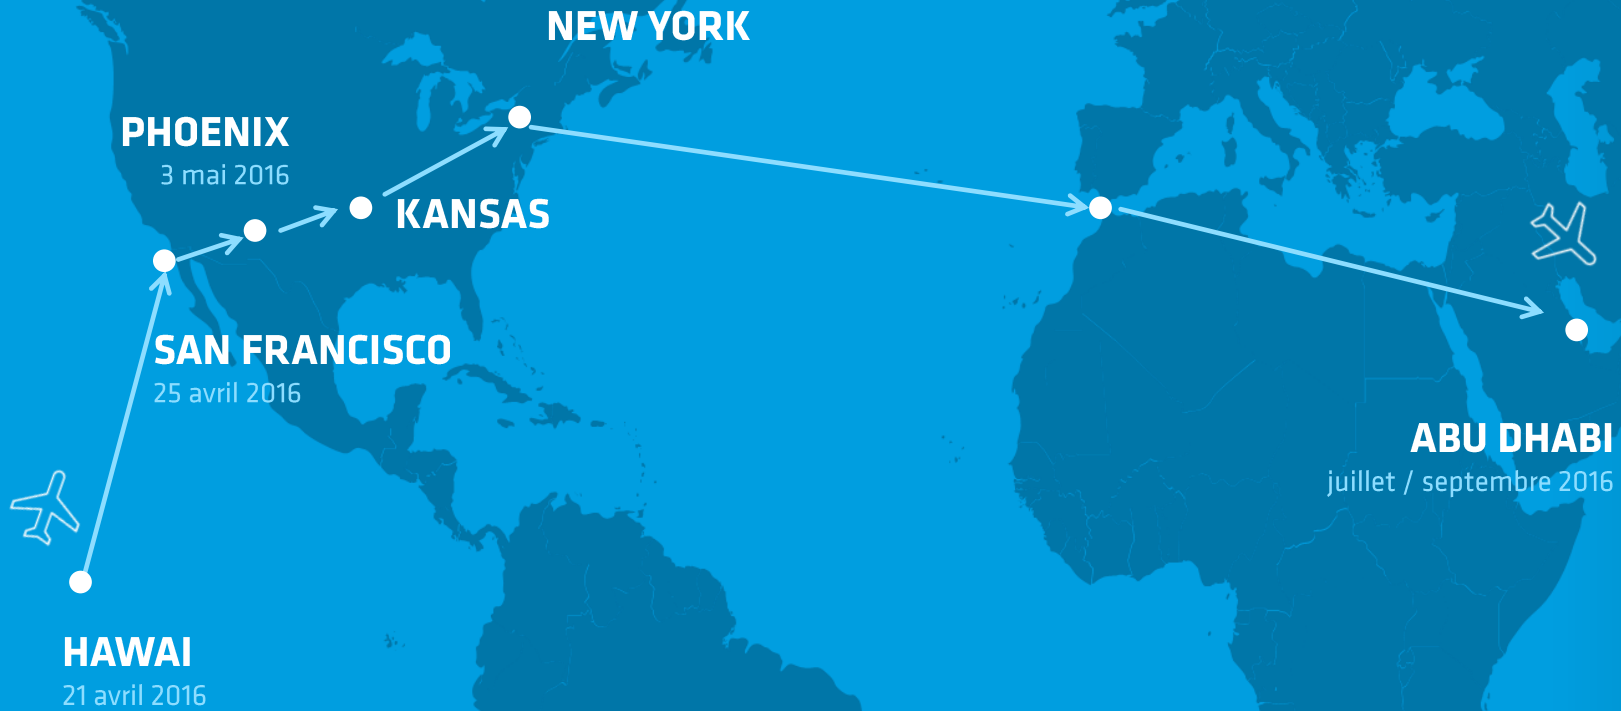 NEW YORK
PHOENIX
3 mai 2016
KANSAS
SAN FRANCISCO
25 avril 2016
ABU DHABI
juillet / septembre 2016
HAWAI
21 avril 2016